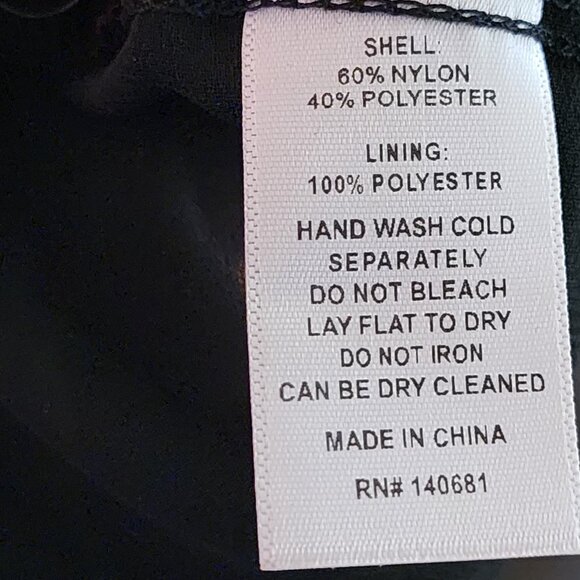 SHELL:
60% NYLON
40% POLYESTER
LINING:
100% POLYESTER
HAND WASH COLD
SEPARATELY
DO NOT BLEACH
LAY FLAT TO DRY
DO NOT IRON
CAN BE DRY CLEANED
MADE IN CHINA
RN# 140681